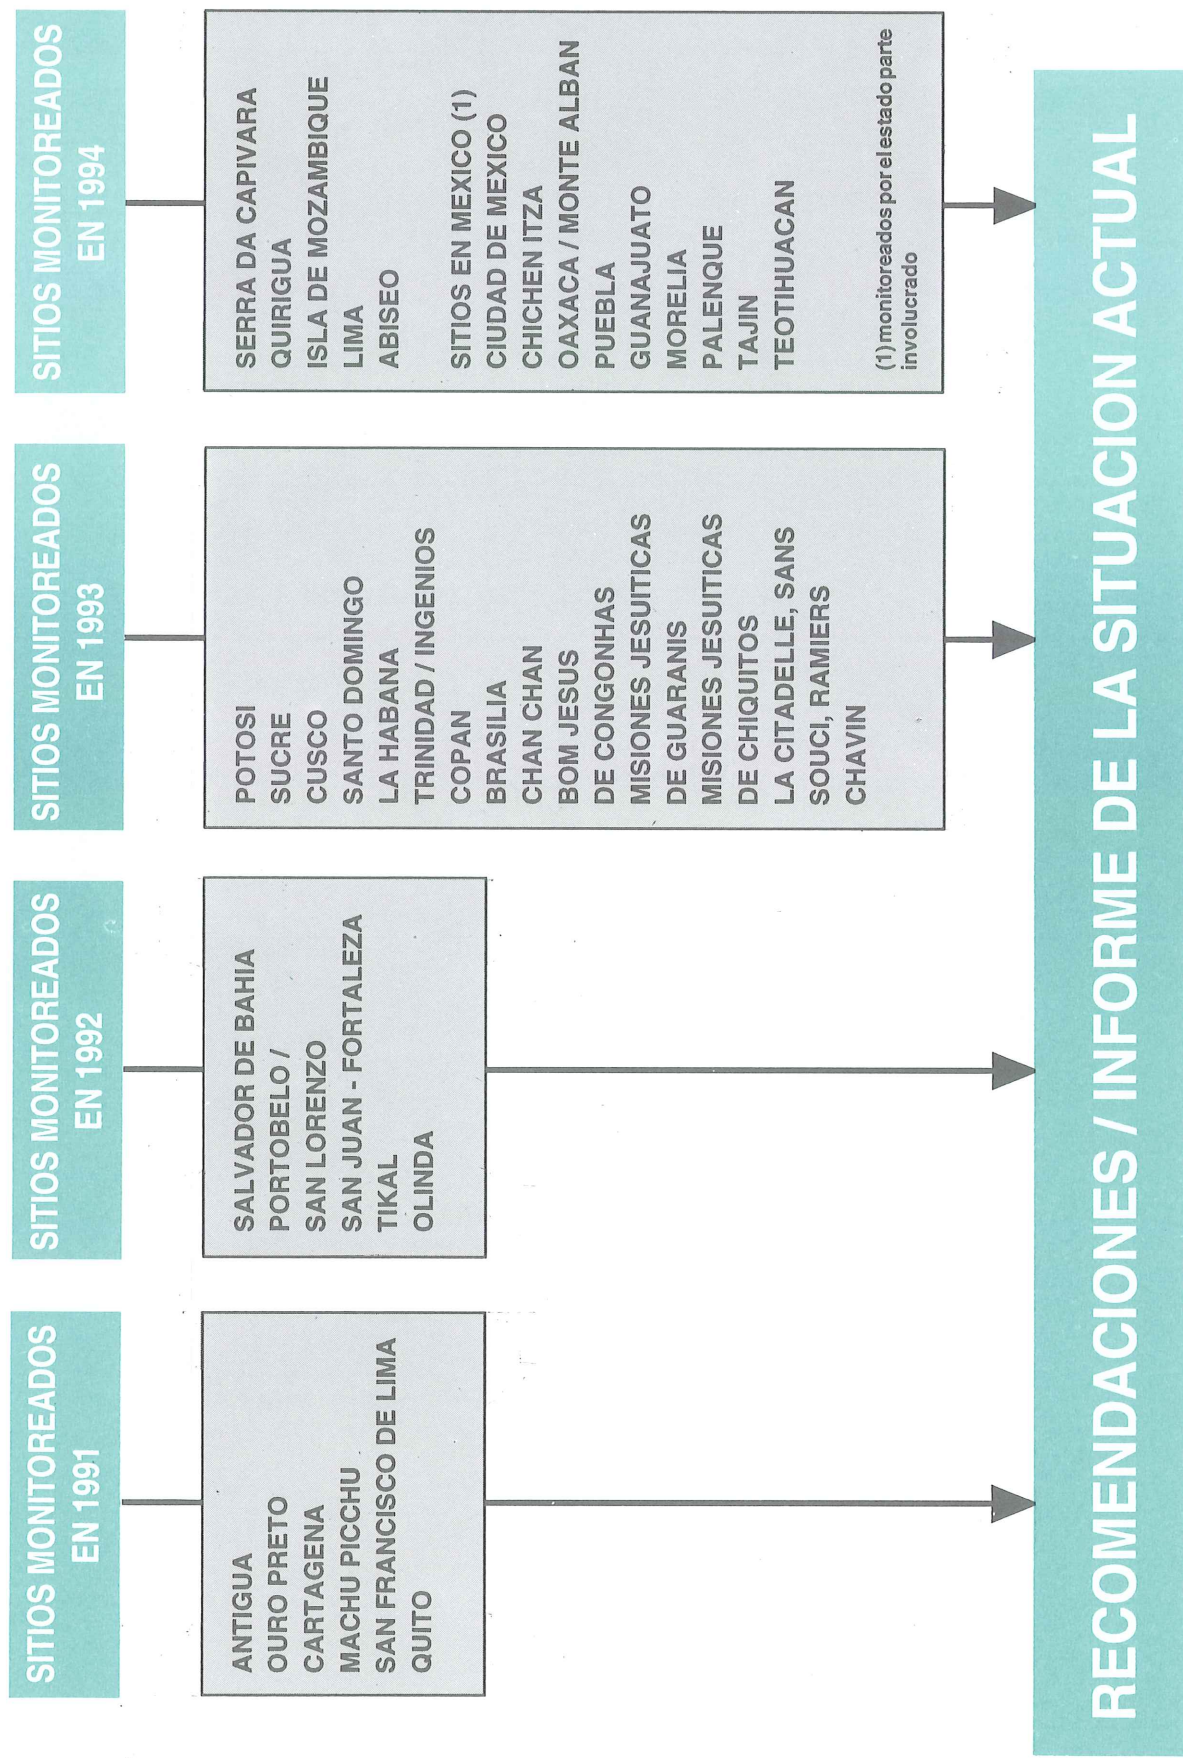 SITIOS MONITOREADOS
EN 1991
ANTIGUA
OURO PRETO
CARTAGENA
MACHU PICCHU
SAN FRANCISCO DE LIMA
QUITO
SITIOS MONITOREADOS
EN 1992
SALVADOR DE BAHIA
PORTOBELO /
SAN LORENZO
SAN JUAN - FORTALEZA
TIKAL
OLINDA
SITIOS MONITOREADOS
EN 1993
POTOSI
SUCRE
CUSCO
SANTO DOMINGO
LA HABANA
TRINIDAD / INGENIOS
COPAN
BRASILIA
CHAN CHAN
BOM JESUS
DE CONGONHAS
MISIONES JESUITICAS
DE GUARANIS
MISIONES JESUITICAS
DE CHIQUITOS
LA CITADELLE, SANS
SOUCI, RAMIERS
CHAVIN
SITIOS MONITOREADOS
EN 1994
SERRA DA CAPIVARA
QUIRIGUA
ISLA DE MOZAMBIQUE
LIMA
ABISEO
SITIOS EN MEXICO (1)
CIUDAD DE MEXICO
CHICHEN ITZA
OAXACA / MONTE ALBAN
PUEBLA
GUANAJUATO
MORELIA
PALENQUE
TAJIN
TEOTIHUACAN
(1) monitoreados por el estado parte
involucrado
RECOMENDACIONES / INFORME DE LA SITUACION ACTUAL